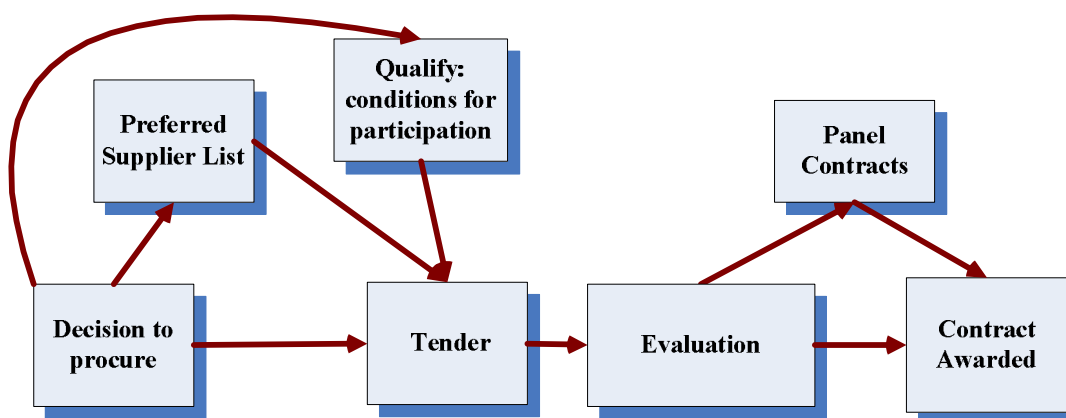 Qualify:
conditions for
participation
Preferred
Supplier List
Panel
Contracts
Decision to
procure
Tender
Evaluation
Contract
Awarded